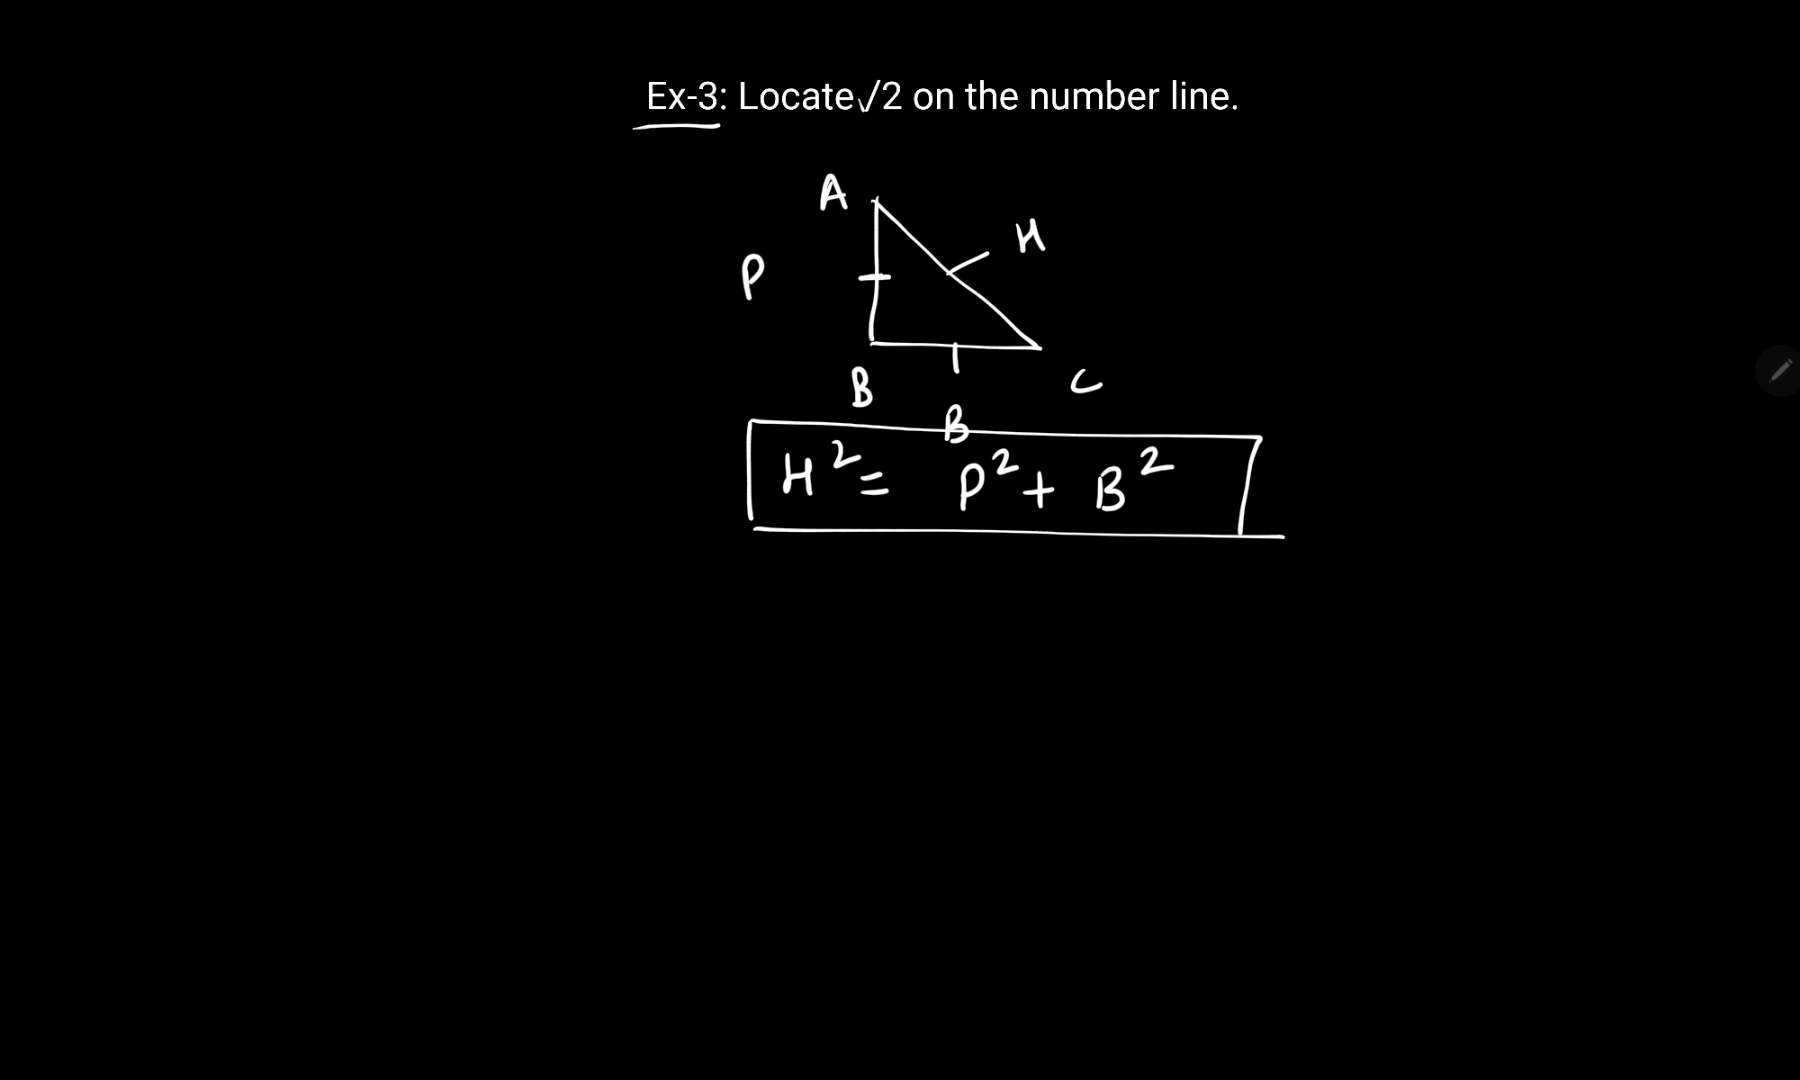 Ex-3: Locate √2 on the number line.
A
H
P
B
C
B
H² = P² + B²